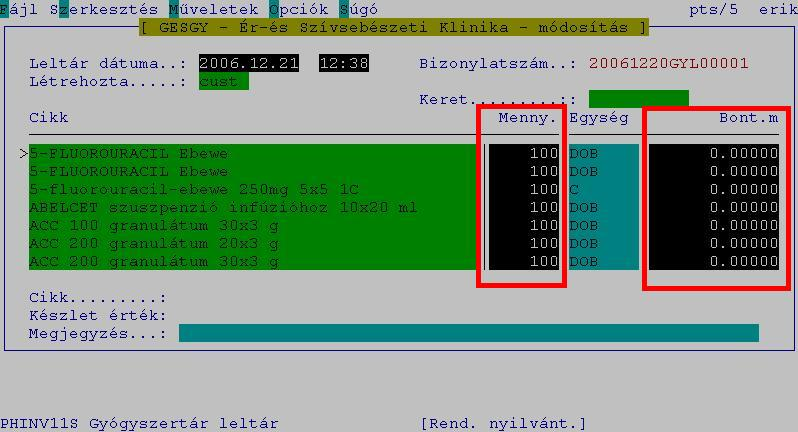 Fájl Szerkesztés Műveletek Opciók Súgó pts/5 erik
[ GESGY - Ér-és Szívsebészeti Klinika - módosítás ]
Leltár dátuma..: 2006.12.21 12:38 Bizonylatszám..: 20061220GYL00001
Létrehozta.....: cust
Keret.........::
Cikk Menny. Egység Bont.m
>5-FLUOROURACIL Ebewe 100 DOB 0.00000
5-FLUOROURACIL Ebewe 100 DOB 0.00000
5-fluorouracil-ebewe 250mg 5x5 1C 100 C 0.00000
ABELCET szuszpenzió infúzióhoz 10x20 ml 100 DOB 0.00000
ACC 100 granulátum 30x3 g 100 DOB 0.00000
ACC 200 granulátum 20x3 g 100 DOB 0.00000
ACC 200 granulátum 30x3 g 100 DOB 0.00000
Cikk.........:
Készlet érték:
Megjegyzés...:
PHINV11S Gyógyszertár leltár [Rend. nyilvánt.]